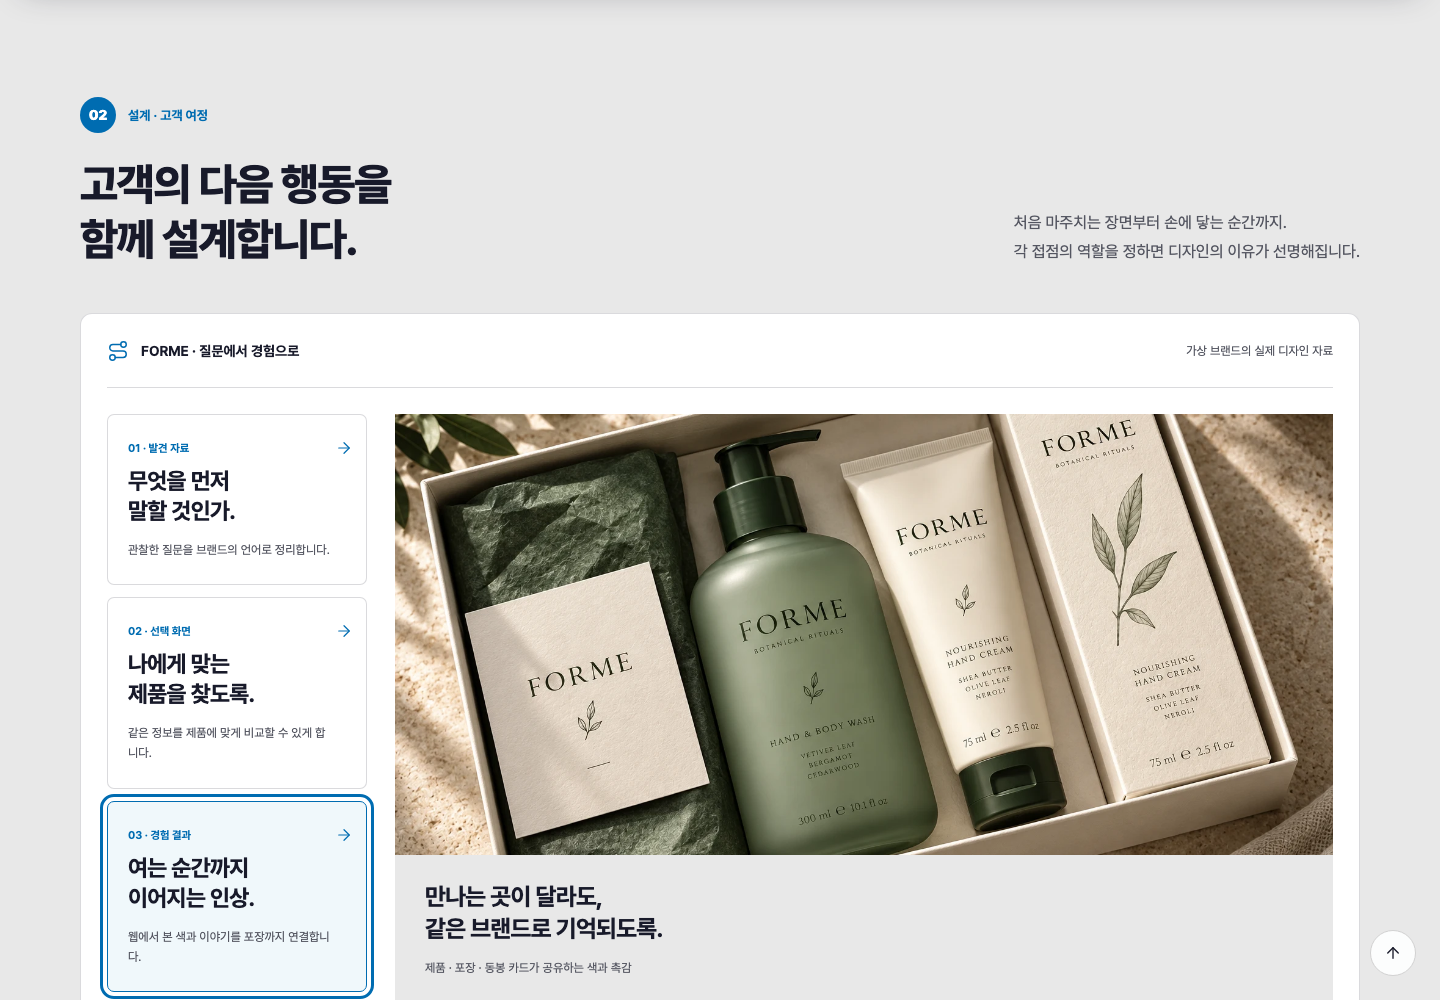 02
설계 · 고객 여정
고객의 다음 행동을
함께 설계합니다.
처음 마주치는 장면부터 손에 닿는 순간까지.
각 접점의 역할을 정하면 디자인의 이유가 선명해집니다.
FORME · 질문에서 경험으로
가상 브랜드의 실제 디자인 자료
01 · 발견 자료
무엇을 먼저
말할 것인가.
관찰한 질문을 브랜드의 언어로 정리합니다.
02 · 선택 화면
나에게 맞는
제품을 찾도록.
같은 정보를 제품에 맞게 비교할 수 있게 합
니다.
03 · 경험 결과
여는 순간까지
이어지는 인상.
웹에서 본 색과 이야기를 포장까지 연결합니
다.
FORME
FORME
BOTANICAL RITUALS
HAND & BODY WASH
VETIVER LEAF
BERGAMOT
CEDARWOOD
300 ml ℮ 10.1 fl oz
FORME
BOTANICAL RITUALS
NOURISHING
HAND CREAM
SHEA BUTTER
OLIVE LEAF
NEROLI
75 ml ℮ 2.5 fl oz
FORME
BOTANICAL RITUALS
NOURISHING
HAND CREAM
SHEA BUTTER
OLIVE LEAF
NEROLI
75 ml ℮ 2.5 fl oz
만나는 곳이 달라도,
같은 브랜드로 기억되도록.
제품 · 포장 · 동봉 카드가 공유하는 색과 촉감